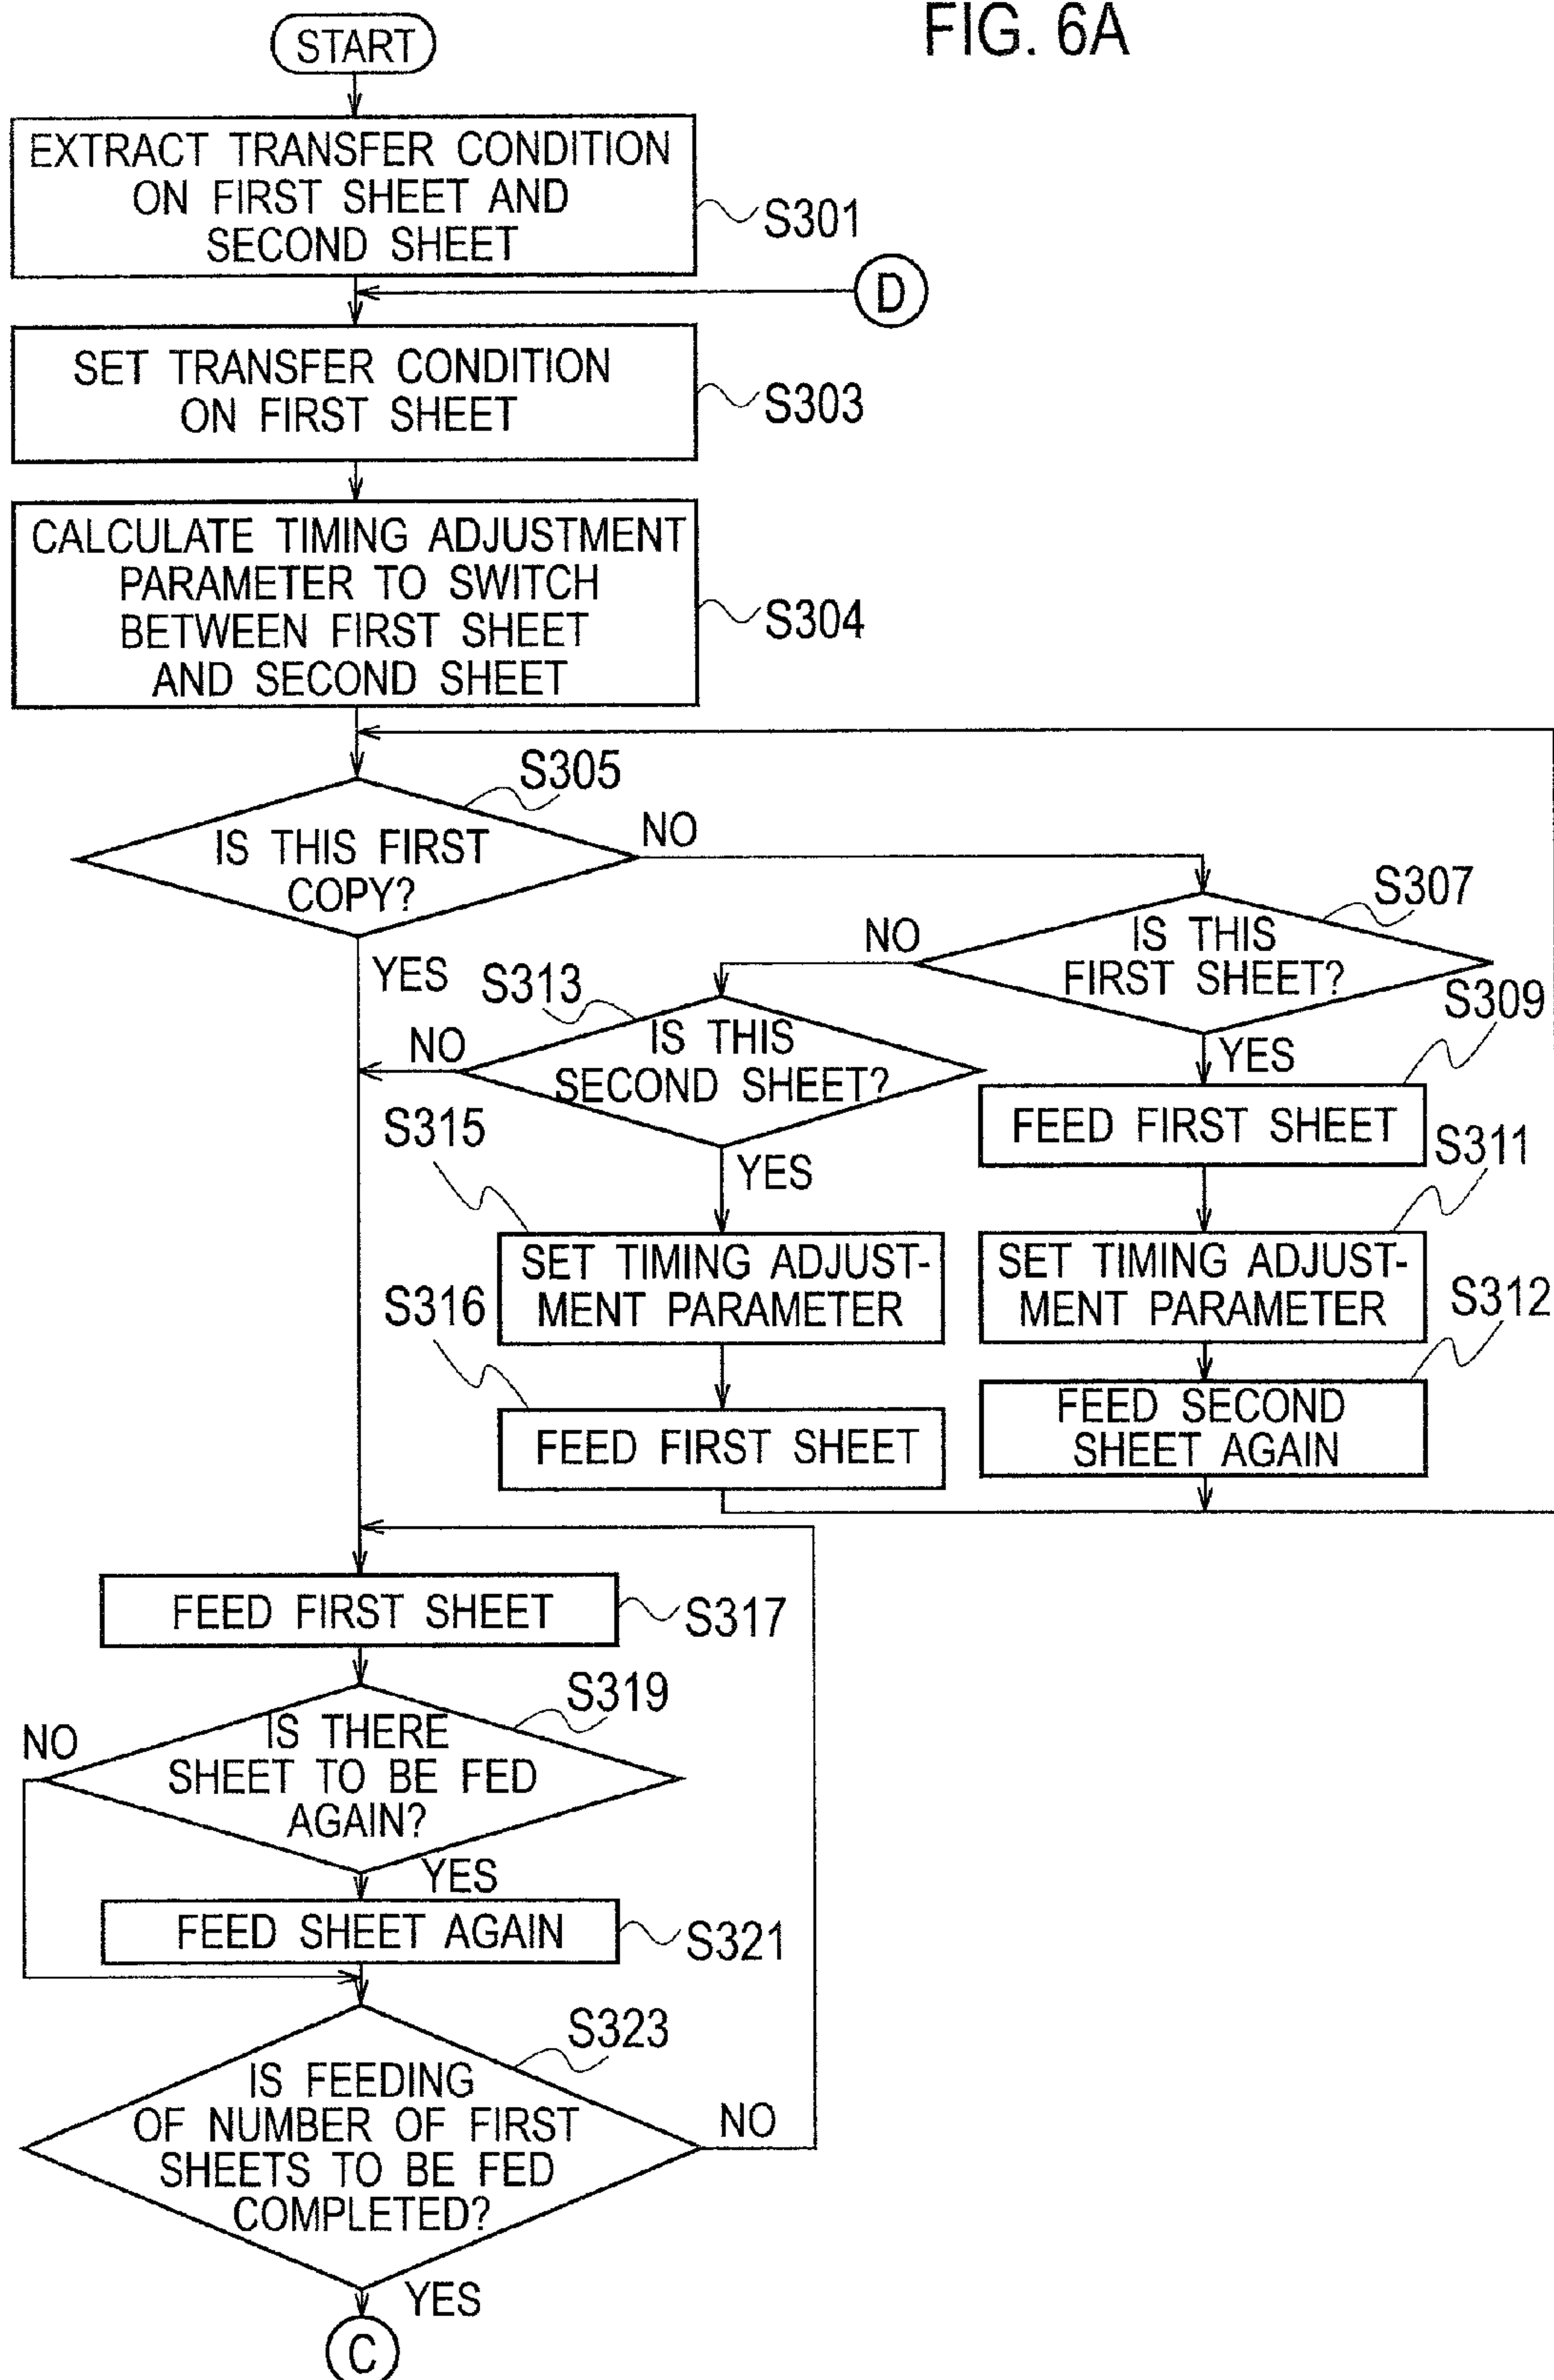 FIG. 6A
START
EXTRACT TRANSFER CONDITION
ON FIRST SHEET AND
SECOND SHEET
S301
D
SET TRANSFER CONDITION
ON FIRST SHEET
S303
CALCULATE TIMING ADJUSTMENT
PARAMETER TO SWITCH
BETWEEN FIRST SHEET
AND SECOND SHEET
S304
S305
IS THIS FIRST
COPY?
NO
YES
S307
IS THIS
FIRST SHEET?
NO
YES
S313
IS THIS
SECOND SHEET?
NO
YES
S309
FEED FIRST SHEET
S311
SET TIMING ADJUST-
MENT PARAMETER
S312
FEED SECOND
SHEET AGAIN
S315
SET TIMING ADJUST-
MENT PARAMETER
S316
FEED FIRST SHEET
FEED FIRST SHEET
S317
S319
IS THERE
SHEET TO BE FED
AGAIN?
NO
YES
FEED SHEET AGAIN
S321
S323
IS FEEDING
OF NUMBER OF FIRST
SHEETS TO BE FED
COMPLETED?
NO
YES
C